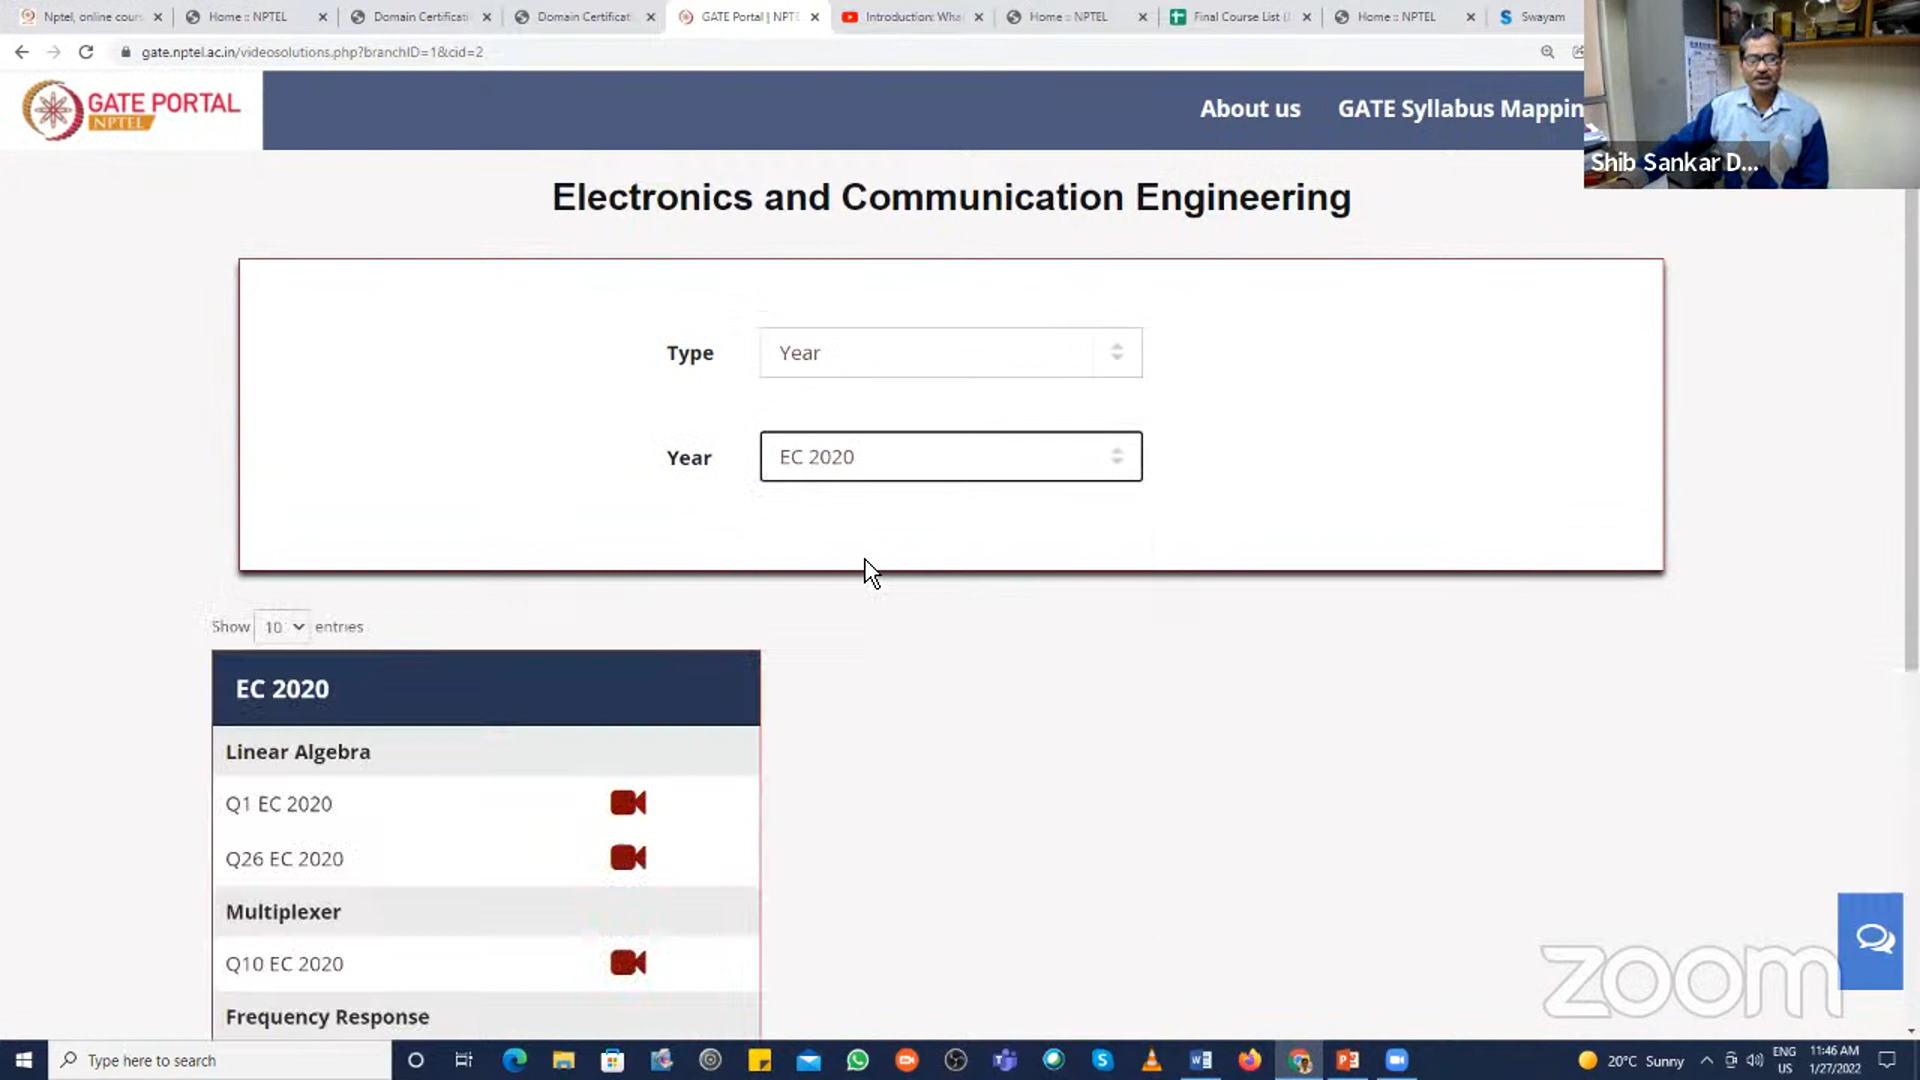 Nptel, online cours
Home :: NPTEL
Domain Certificati
Domain Certificat
GATE Portal | NPTE
Introduction: Wha
Home :: NPTEL
Final Course List (J
Home :: NPTEL
Swayam
gate.nptel.ac.in/videosolutions.php?branchID=1&cid=2
GATE PORTAL
NPTEL
About us
GATE Syllabus Mappin
Shib Sankar D...
Electronics and Communication Engineering
Type
Year
Year
EC 2020
Show 10 entries
EC 2020
Linear Algebra
Q1 EC 2020
Q26 EC 2020
Multiplexer
Q10 EC 2020
Frequency Response
zoom
Type here to search
20°C Sunny
ENG
US
11:46 AM
1/27/2022